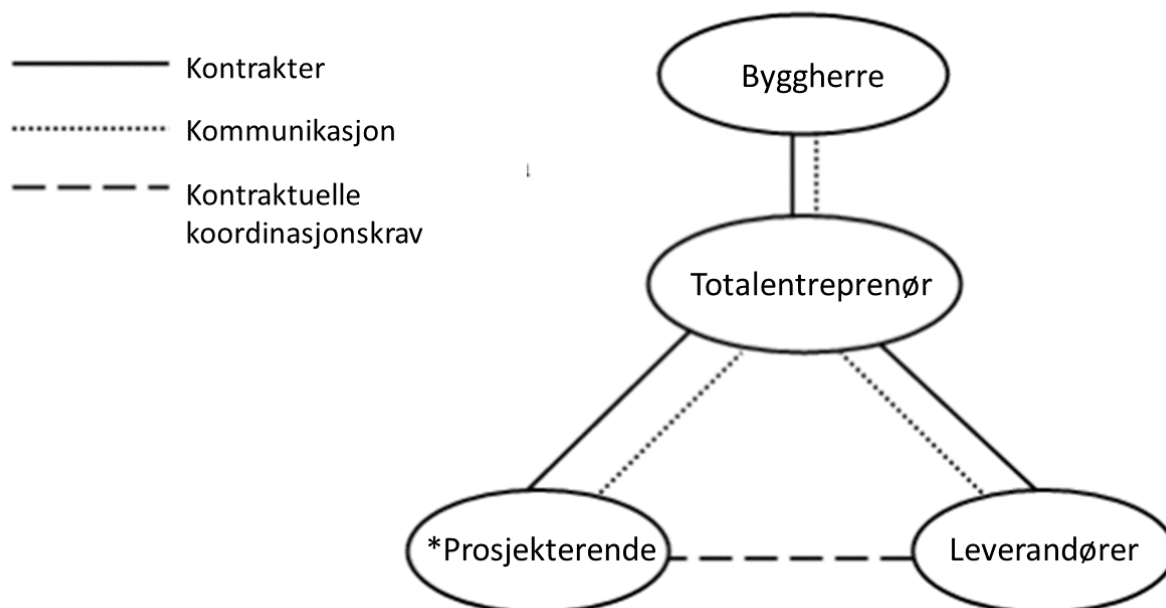 Kontrakter
Kommunikasjon
Kontraktuelle
koordinasjonskrav
Byggherre
Totalentreprenør
*Prosjekterende
Leverandører